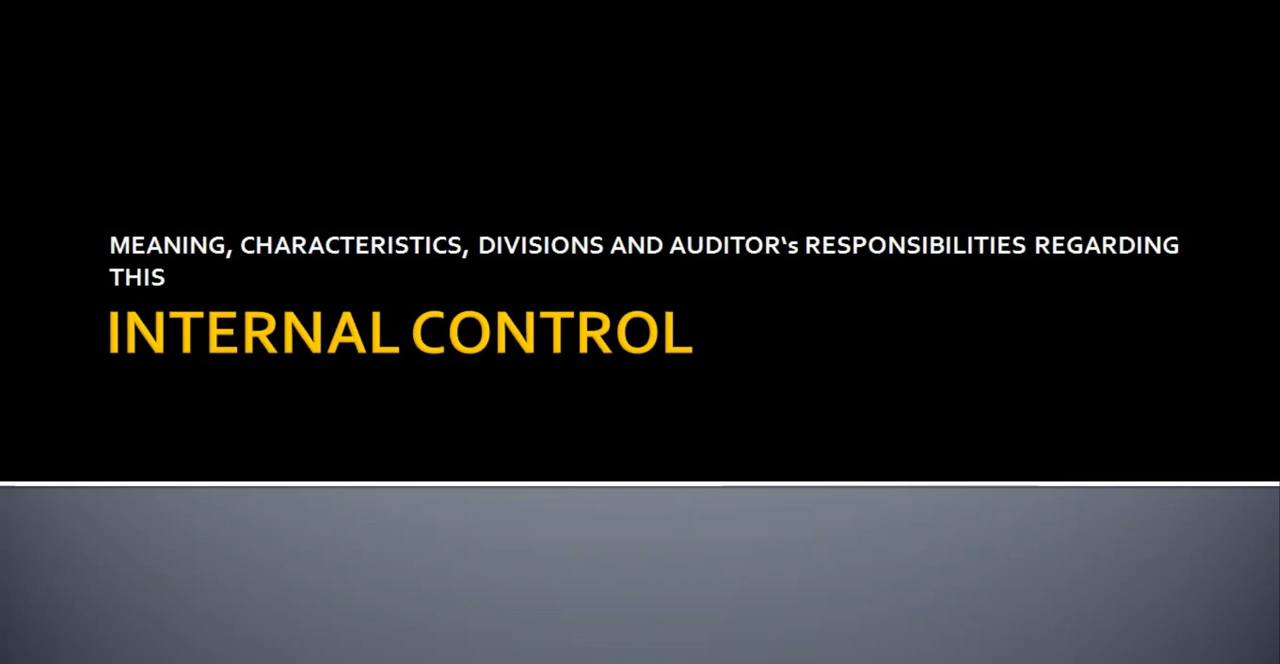 MEANING, CHARACTERISTICS, DIVISIONS AND AUDITOR‘s RESPONSIBILITIES REGARDING
THIS
INTERNAL CONTROL